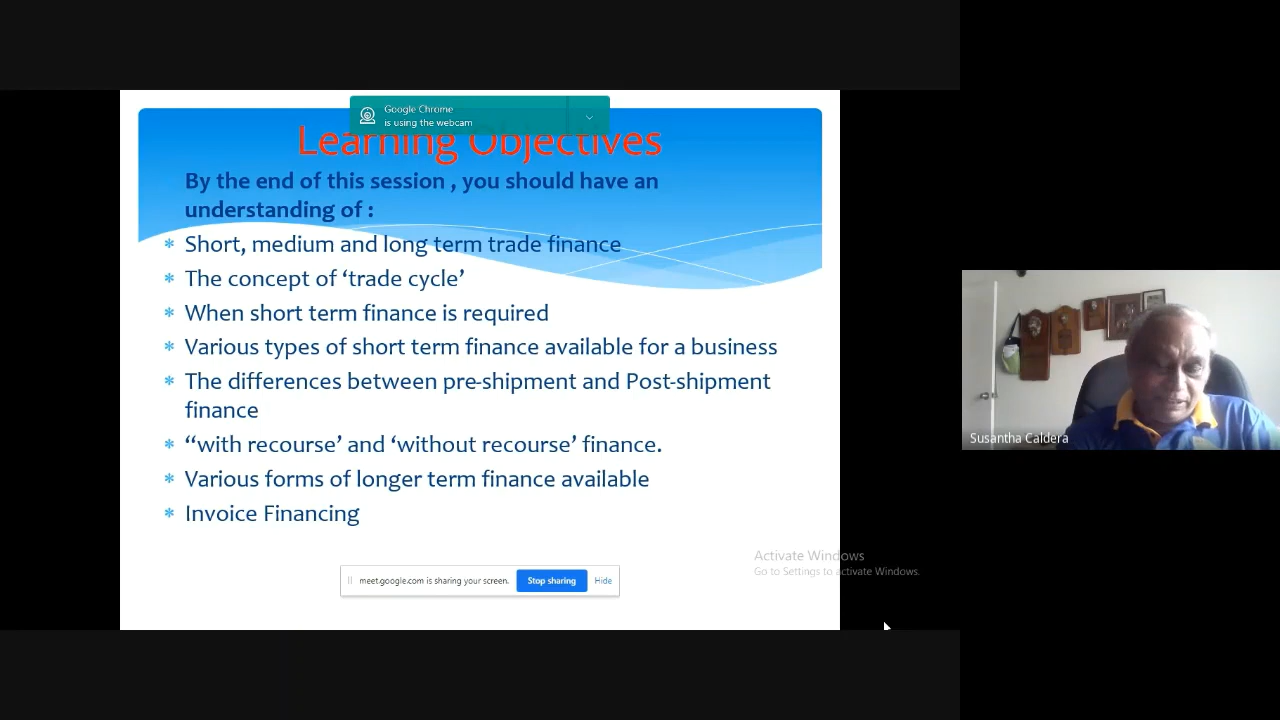 Google Chrome
is using the webcam
Learning Objectives
By the end of this session , you should have an
understanding of :
* Short, medium and long term trade finance
* The concept of ‘trade cycle’
* When short term finance is required
* Various types of short term finance available for a business
* The differences between pre-shipment and Post-shipment
finance
* “with recourse’ and ‘without recourse’ finance.
* Various forms of longer term finance available
* Invoice Financing
meet.google.com is sharing your screen.
Stop sharing
Hide
Activate Windows
Go to Settings to activate Windows.
Susantha Caldera